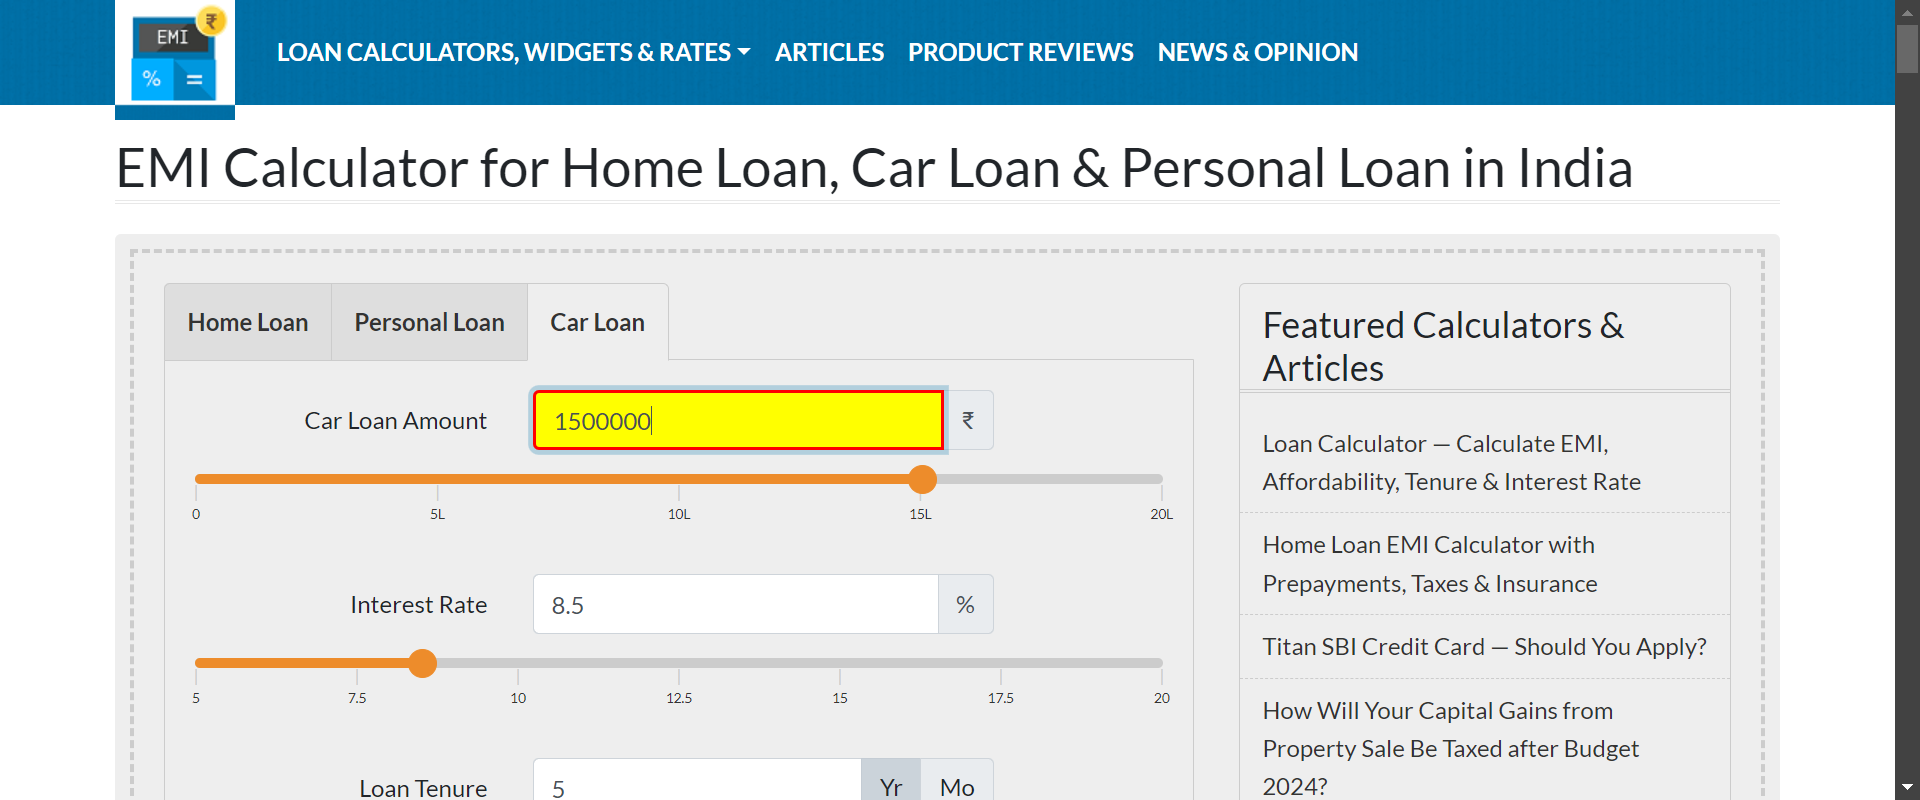 EMI
₹
%
=
LOAN CALCULATORS, WIDGETS & RATES
ARTICLES
PRODUCT REVIEWS
NEWS & OPINION
EMI Calculator for Home Loan, Car Loan & Personal Loan in India
Home Loan
Personal Loan
Car Loan
Car Loan Amount
1500000
₹
0
5L
10L
15L
20L
Interest Rate
8.5
%
5
7.5
10
12.5
15
17.5
20
Loan Tenure
5
Yr
Mo
Featured Calculators &
Articles
Loan Calculator — Calculate EMI,
Affordability, Tenure & Interest Rate
Home Loan EMI Calculator with
Prepayments, Taxes & Insurance
Titan SBI Credit Card — Should You Apply?
How Will Your Capital Gains from
Property Sale Be Taxed after Budget
2024?